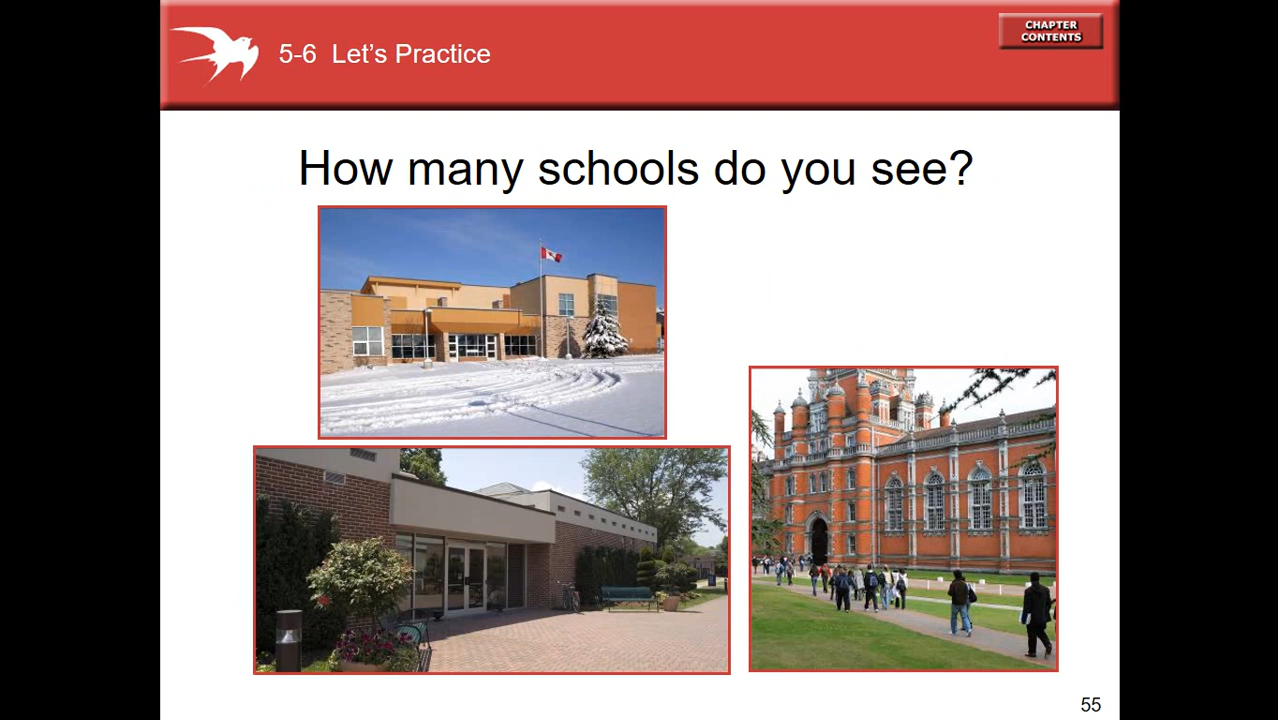 5-6 Let’s Practice
CHAPTER
CONTENTS
How many schools do you see?
55